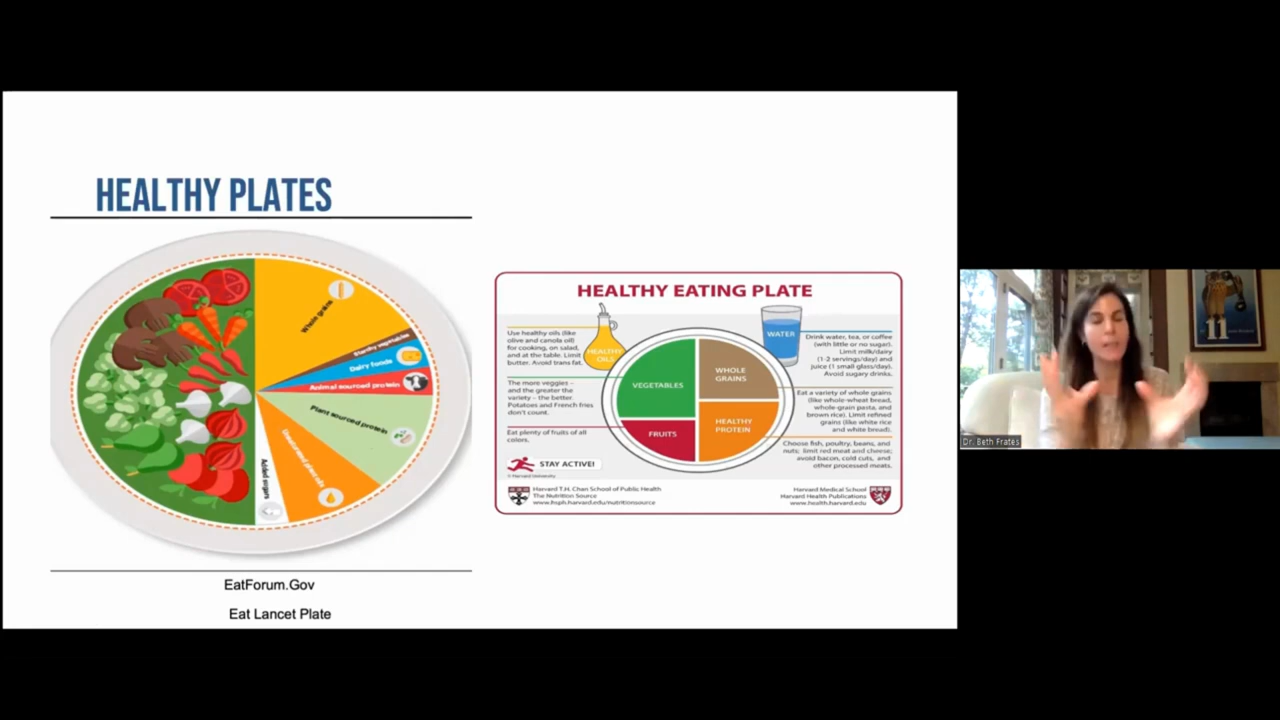 HEALTHY PLATES
Whole grains
Starchy vegetables
Dairy foods
Animal sourced protein
Plant sourced protein
Unsaturated plant oils
Added sugars
EatForum.Gov
Eat Lancet Plate
HEALTHY EATING PLATE
Use healthy oils (like
olive and canola oil)
for cooking, on salad,
and at the table. Limit
butter. Avoid trans fat.
The more veggies –
and the greater the
variety – the better.
Potatoes and French fries
don't count.
Eat plenty of fruits of all
colors.
STAY ACTIVE!
© Harvard University
HEALTHY
OILS
WATER
VEGETABLES
WHOLE
GRAINS
FRUITS
HEALTHY
PROTEIN
Drink water, tea, or coffee
(with little or no sugar).
Limit milk/dairy
(1-2 servings/day) and
juice (1 small glass/day).
Avoid sugary drinks.
Eat a variety of whole grains
(like whole-wheat bread,
whole-grain pasta, and
brown rice). Limit refined
grains (like white rice
and white bread).
Choose fish, poultry, beans, and
nuts; limit red meat and cheese;
avoid bacon, cold cuts, and
other processed meats.
Harvard T.H. Chan School of Public Health
The Nutrition Source
www.hsph.harvard.edu/nutritionsource
Harvard Medical School
Harvard Health Publications
www.health.harvard.edu
11
Dr. Beth Frates